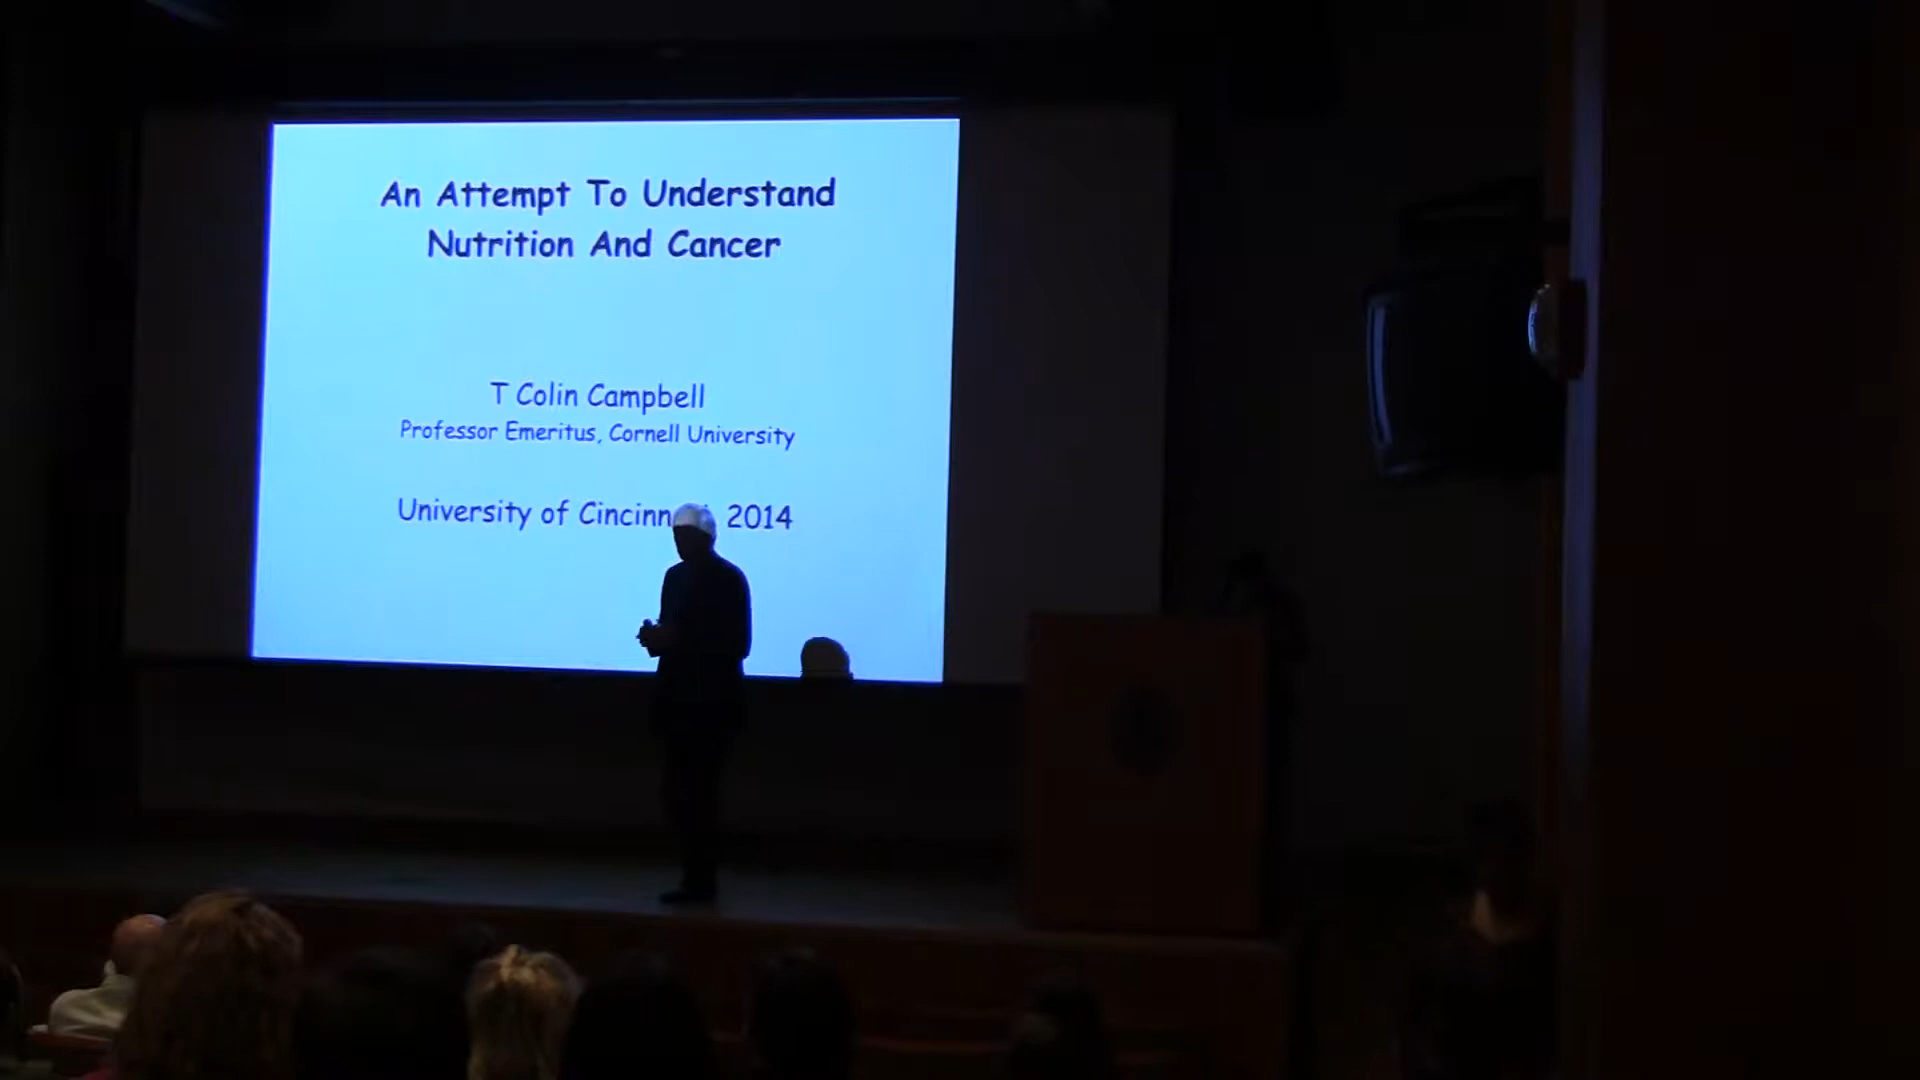 An Attempt To Understand
Nutrition And Cancer
T Colin Campbell
Professor Emeritus, Cornell University
University of Cincinn 2014